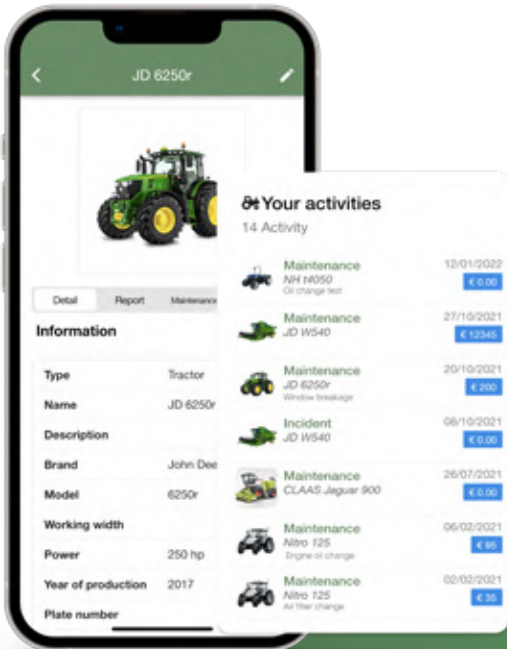 JD 6250r
Detail Report Maintenance
Information
Type Tractor
Name JD 6250r
Description
Brand John Dee
Model 6250r
Working width
Power 250 hp
Year of production 2017
Plate number
Your activities
14 Activity
Maintenance 12/01/2022
NH t4050 € 0.00
Oil change test
Maintenance 27/10/2021
JD W540 € 12345
Maintenance 20/10/2021
JD 6250r € 200
Window breakage
Incident 08/10/2021
JD W540 € 0.00
Maintenance 26/07/2021
CLAAS Jaguar 900 € 0.00
Maintenance 06/02/2021
Nitro 125 € 95
Engine oil change
Maintenance 02/02/2021
Nitro 125 € 35
Air filter change